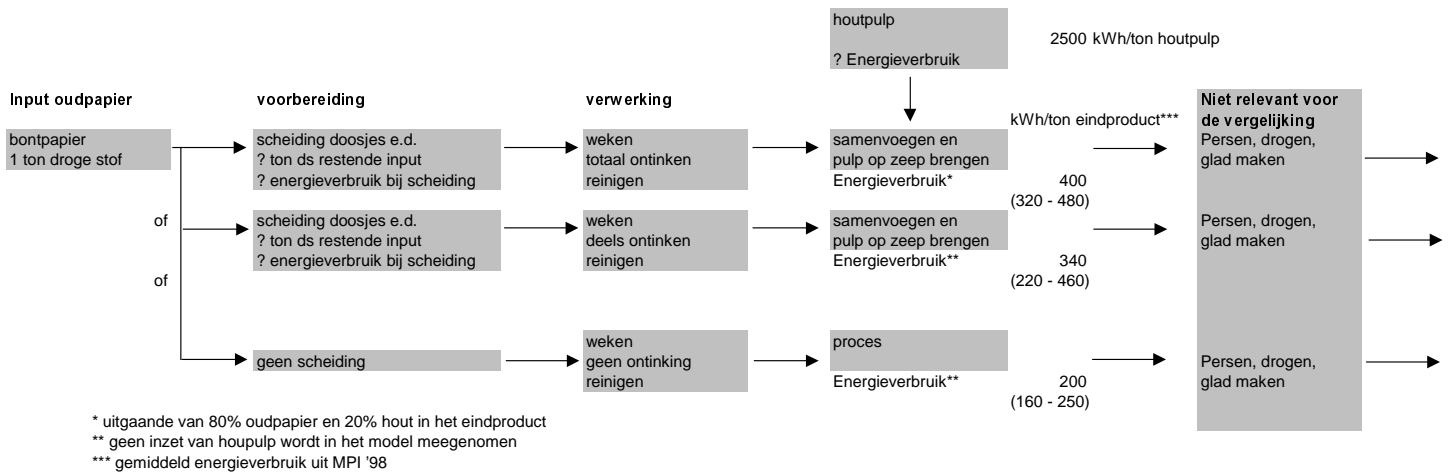 houtpulp
? Energieverbruik
2500 kWh/ton houtpulp
Input oudpapier
voorbereiding
verwerking
kWh/ton eindproduct***
Niet relevant voor
de vergelijking
bontpapier
1 ton droge stof
scheiding doosjes e.d.
? ton ds restende input
? energieverbruik bij scheiding
weken
totaal ontinken
reinigen
samenvoegen en
pulp op zeep brengen
Energieverbruik*
400
(320 - 480)
Persen, drogen,
glad maken
of
scheiding doosjes e.d.
? ton ds restende input
? energieverbruik bij scheiding
weken
deels ontinken
reinigen
samenvoegen en
pulp op zeep brengen
Energieverbruik**
340
(220 - 460)
Persen, drogen,
glad maken
of
geen scheiding
weken
geen ontinking
reinigen
proces
Energieverbruik**
200
(160 - 250)
Persen, drogen,
glad maken
* uitgaande van 80% oudpapier en 20% hout in het eindproduct
** geen inzet van houpulp wordt in het model meegenomen
*** gemiddeld energieverbruik uit MPI '98